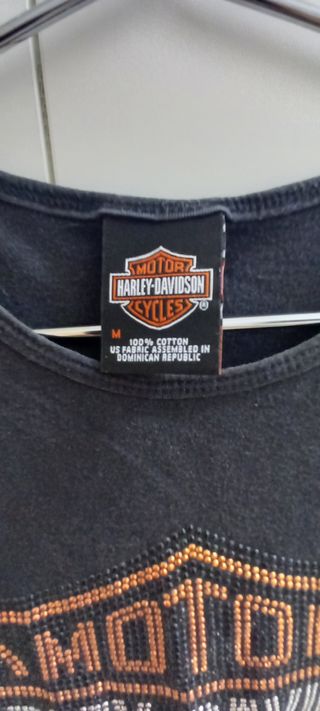 MOTOR
HARLEY-DAVIDSON
CYCLES®
M
100% COTTON
US FABRIC ASSEMBLED IN
DOMINICAN REPUBLIC
MOTO